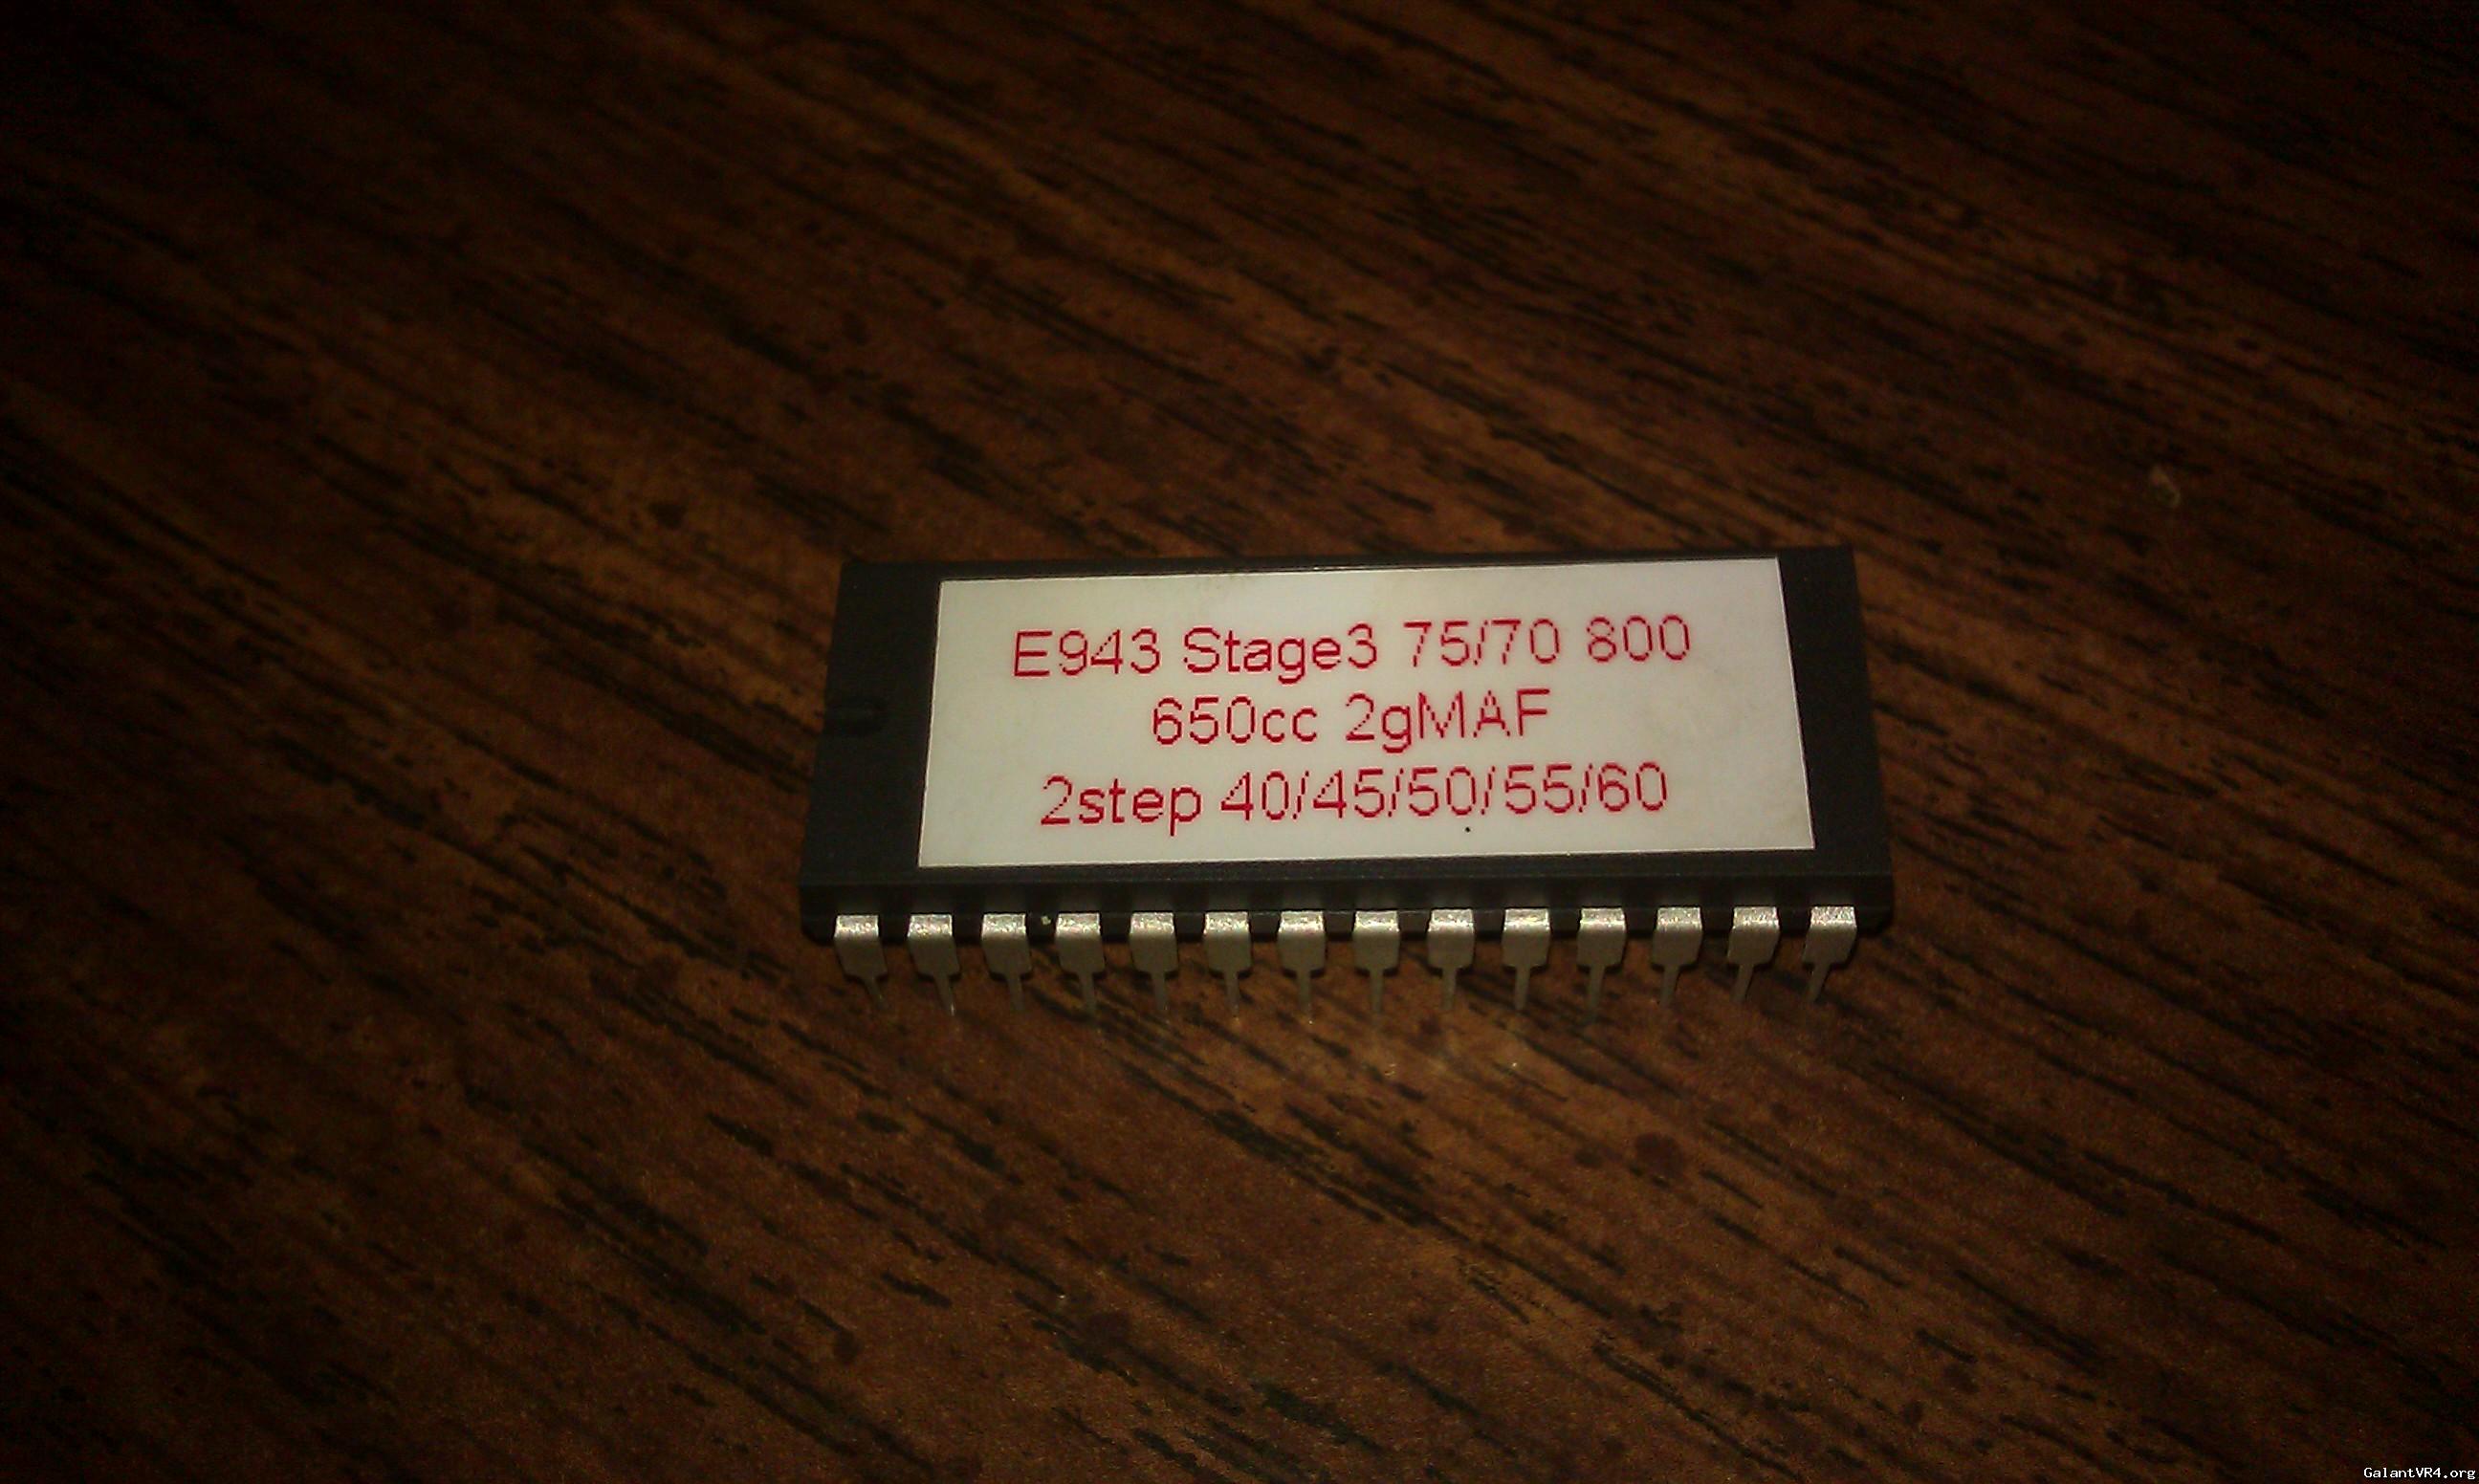 E943 Stage3 75/70 800
650cc 2gMAF
2step 40/45/50/55/60
GalantVR4.org